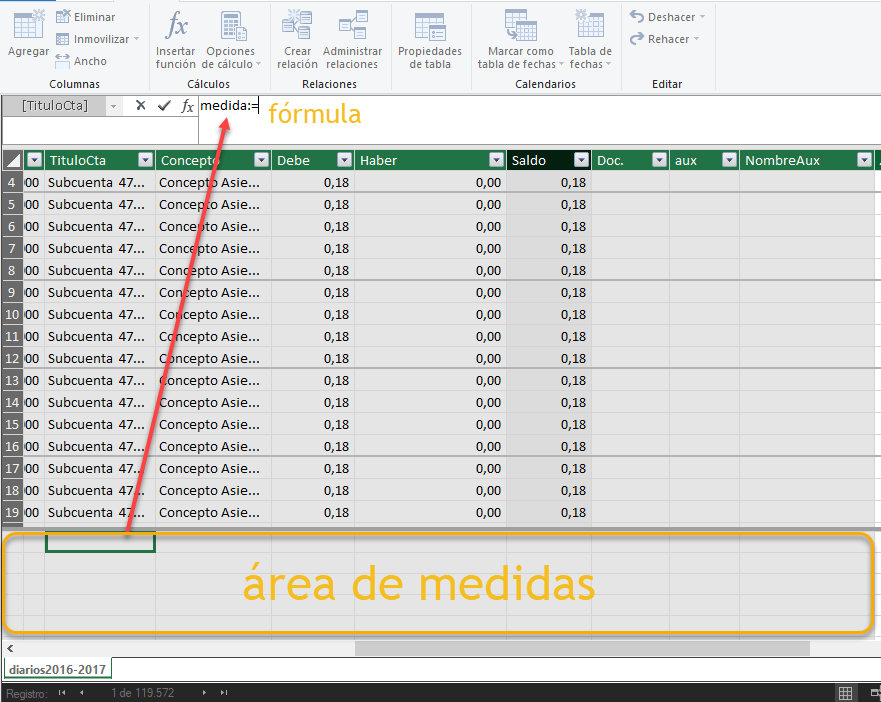 Agregar
Eliminar
Inmovilizar
Ancho
Columnas
Insertar función
Opciones de cálculo
Cálculos
Crear relación
Administrar relaciones
Relaciones
Propiedades de tabla
Marcar como tabla de fechas
Tabla de fechas
Calendarios
Deshacer
Rehacer
Editar
[TituloCta] fx medida:= fórmula
TituloCta Concepto Debe Haber Saldo Doc. aux NombreAux
4 00 Subcuenta 47... Concepto Asie... 0,18 0,00 0,18
5 00 Subcuenta 47... Concepto Asie... 0,18 0,00 0,18
6 00 Subcuenta 47... Concepto Asie... 0,18 0,00 0,18
7 00 Subcuenta 47... Concepto Asie... 0,18 0,00 0,18
8 00 Subcuenta 47... Concepto Asie... 0,18 0,00 0,18
9 00 Subcuenta 47... Concepto Asie... 0,18 0,00 0,18
10 00 Subcuenta 47... Concepto Asie... 0,18 0,00 0,18
11 00 Subcuenta 47... Concepto Asie... 0,18 0,00 0,18
12 00 Subcuenta 47... Concepto Asie... 0,18 0,00 0,18
13 00 Subcuenta 47... Concepto Asie... 0,18 0,00 0,18
14 00 Subcuenta 47... Concepto Asie... 0,18 0,00 0,18
15 00 Subcuenta 47... Concepto Asie... 0,18 0,00 0,18
16 00 Subcuenta 47... Concepto Asie... 0,18 0,00 0,18
17 00 Subcuenta 47... Concepto Asie... 0,18 0,00 0,18
18 00 Subcuenta 47... Concepto Asie... 0,18 0,00 0,18
19 00 Subcuenta 47... Concepto Asie... 0,18 0,00 0,18
área de medidas
diarios2016-2017
Registro: 1 de 119.572